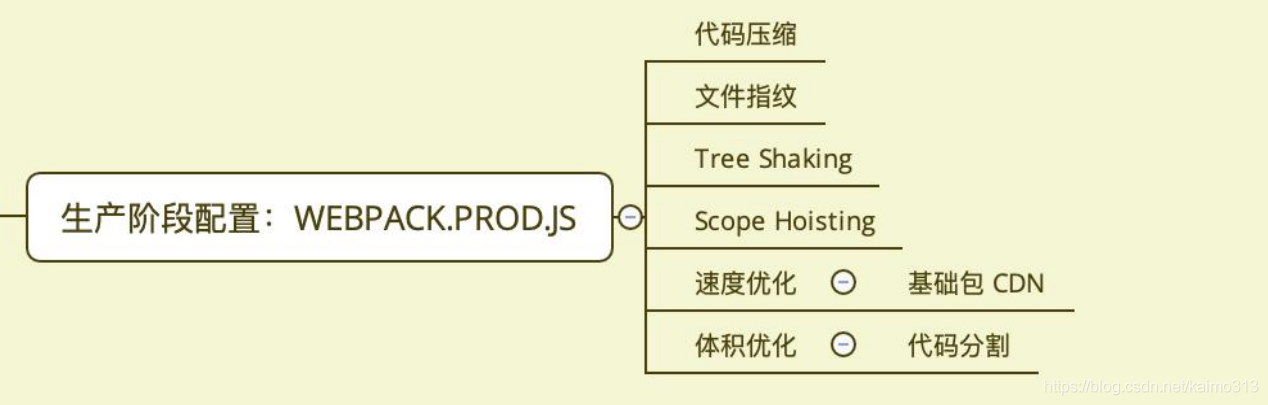 代码压缩
文件指纹
Tree Shaking
生产阶段配置：WEBPACK.PROD.JS
Scope Hoisting
速度优化 基础包 CDN
体积优化 代码分割
https://blog.csdn.net/kaimo313